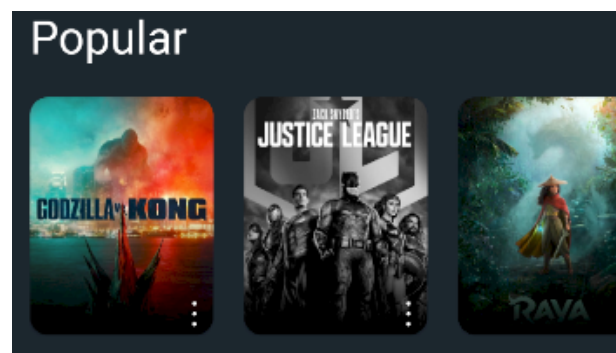 Popular
GODZILLA vs. KONG
ZACK SNYDER'S
JUSTICE LEAGUE
RAYA